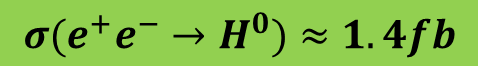 σ(e⁺e⁻ → H⁰) ≈ 1.4fb